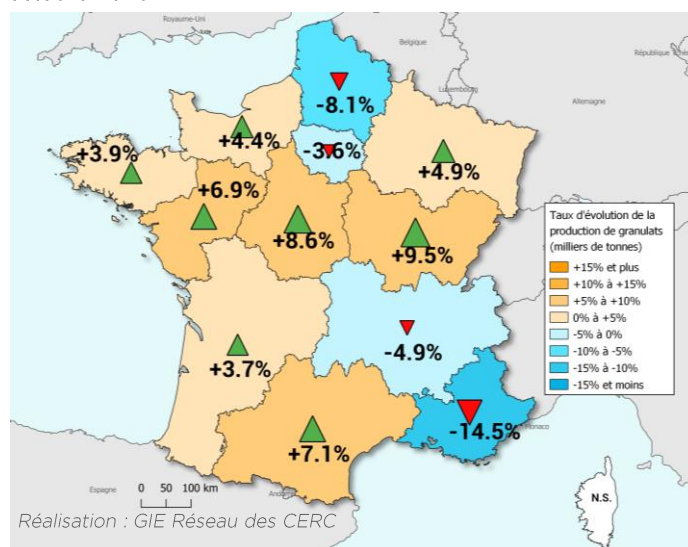 Royaume-Uni
Belgique
Luxembourg
Allemagne
-8.1%
+4.4%
-3.6%
+3.9%
+4.9%
+6.9%
+8.6%
+9.5%
Taux d'évolution de la
production de granulats
(milliers de tonnes)
+15% et plus
+10% à +15%
+5% à +10%
0% à +5%
-5% à 0%
-10% à -5%
-15% à -10%
-15% et moins
-4.9%
+3.7%
-14.5%
Monaco
+7.1%
N.S.
Espagne
0 50 100 km
Réalisation : GIE Réseau des CERC